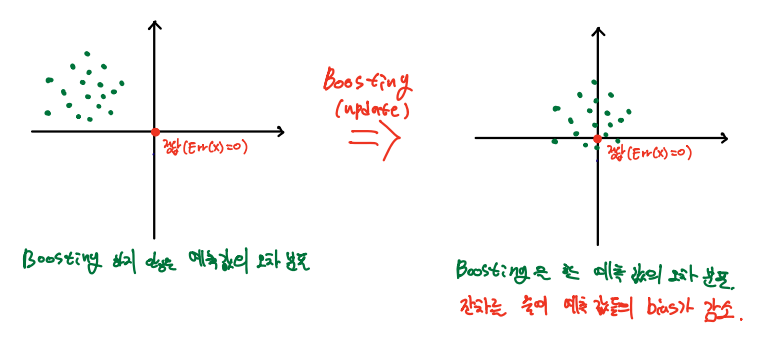 Boosting
(update)
정답(Err(x)=0)
정답(Err(x)=0)
Boosting 하지 않은 예측값의 오차 분포
Boosting을 한 예측 값의 오차 분포.
잔차를 줄여 예측 값들의 bias가 감소.